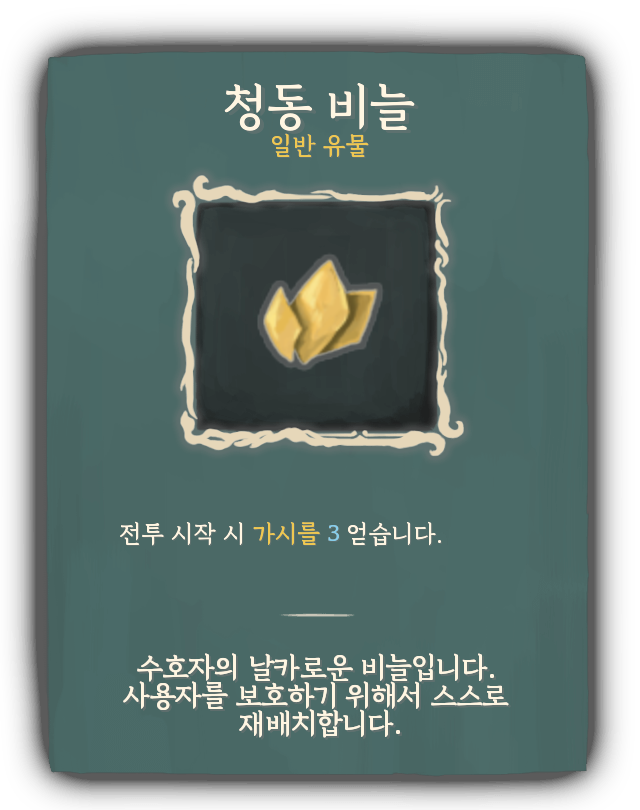 청동 비늘
일반 유물
전투 시작 시 가시를 3 얻습니다.
수호자의 날카로운 비늘입니다.
사용자를 보호하기 위해서 스스로
재배치합니다.